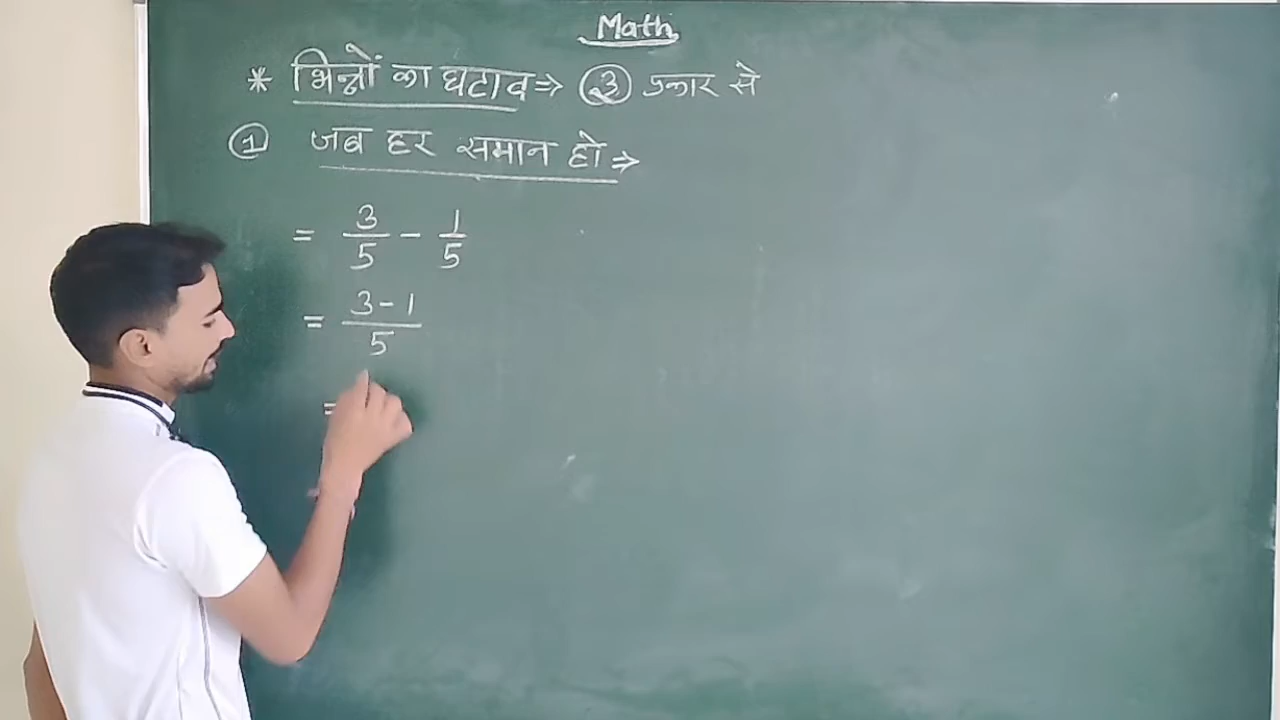 Math
* भिन्नों का घटाव ⇒ ③ प्रकार से
① जब हर समान हो ⇒
= 3/5 - 1/5
= 3-1/5
=